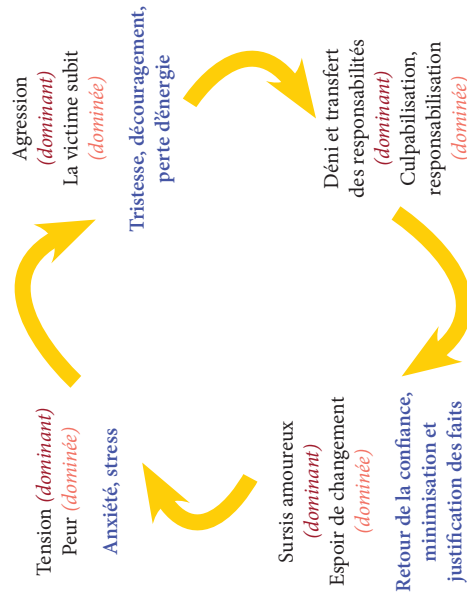 Tension (dominant)
Peur (dominée)
Anxiété, stress
Agression
(dominant)
La victime subit
(dominée)
Tristesse, découragement,
perte d'énergie
Déni et transfert
des responsabilités
(dominant)
Culpabilisation,
responsabilisation
(dominée)
Sursis amoureux
(dominant)
Espoir de changement
(dominée)
Retour de la confiance,
minimisation et
justification des faits